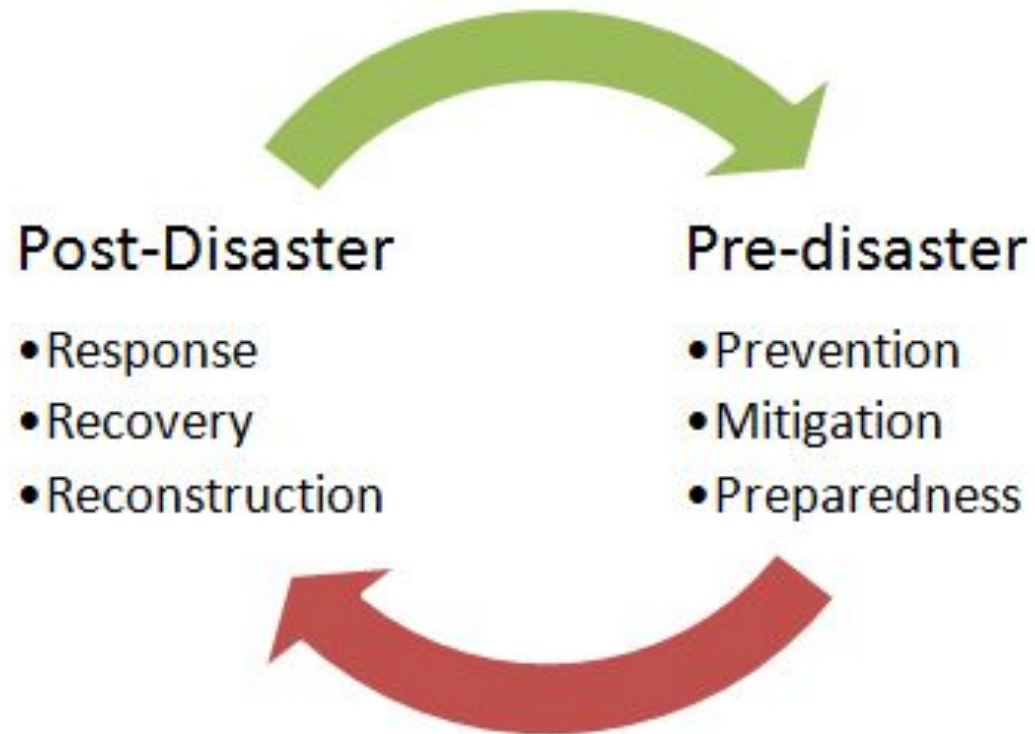 Post-Disaster
•Response
•Recovery
•Reconstruction
Pre-disaster
•Prevention
•Mitigation
•Preparedness